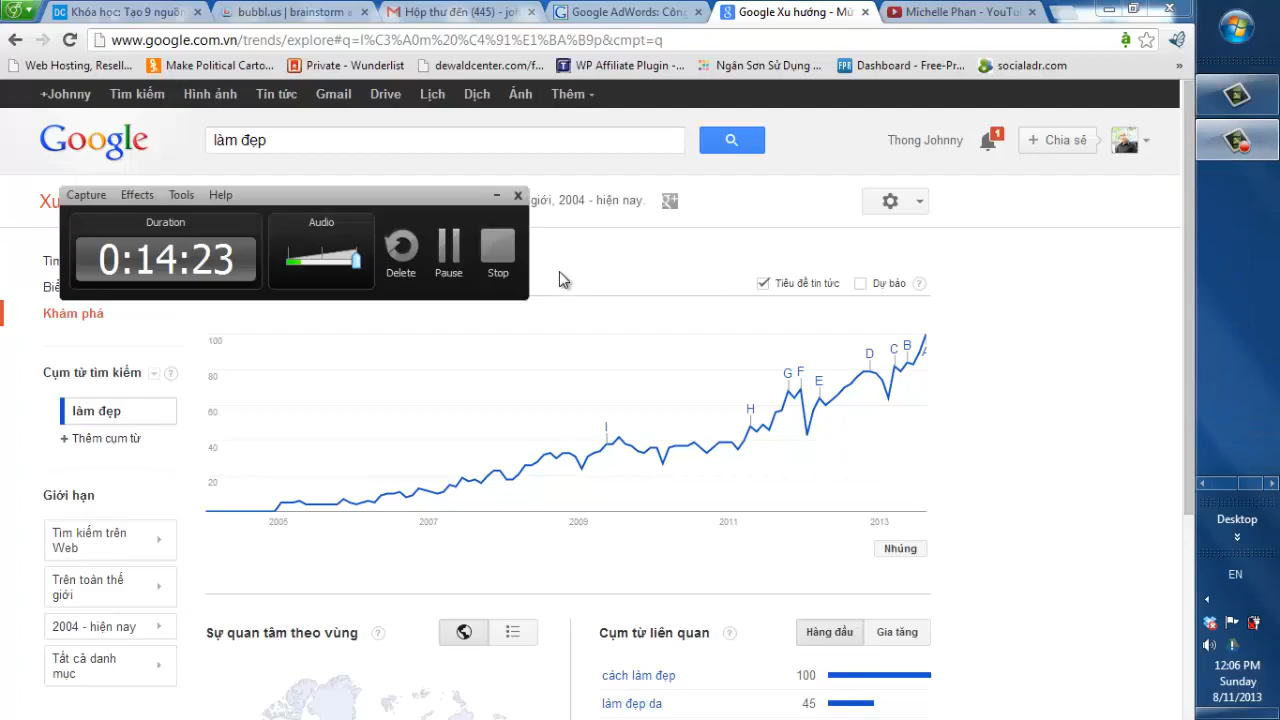 Khóa học: Tạo 9 nguồn
bubbl.us | brainstorm a
Hộp thư đến (445) - joh
Google AdWords: Công
Google Xu hướng - Mứ
Michelle Phan - YouTu
www.google.com.vn/trends/explore#q=l%C3%A0m%20%C4%91%E1%BA%B9p&cmpt=q
Web Hosting, Resell...
Make Political Carto...
Private - Wunderlist
dewaldcenter.com/f...
WP Affiliate Plugin -...
Ngân Sơn Sử Dụng ...
FPR Dashboard - Free-Pr...
socialadr.com
»
+Johnny Tìm kiếm Hình ảnh Tin tức Gmail Drive Lịch Dịch Ảnh Thêm
Google
làm đẹp
Thong Johnny
1
+ Chia sẻ
Xu
giới, 2004 - hiện nay.
Capture Effects Tools Help
Duration
Audio
0:14:23
Delete Pause Stop
Tiêu đề tin tức
Dự báo ?
Khám phá
Cụm từ tìm kiếm ?
làm đẹp
+ Thêm cụm từ
Giới hạn
Tìm kiếm trên
Web
Trên toàn thế
giới
2004 - hiện nay
Tất cả danh
mục
100
80
60
40
20
I
H
G F
E
D
C B
A
2005 2007 2009 2011 2013
Nhúng
Sự quan tâm theo vùng ?
Cụm từ liên quan ?
Hàng đầu Gia tăng
cách làm đẹp 100
làm đẹp da 45
Desktop
EN
12:06 PM
Sunday
8/11/2013